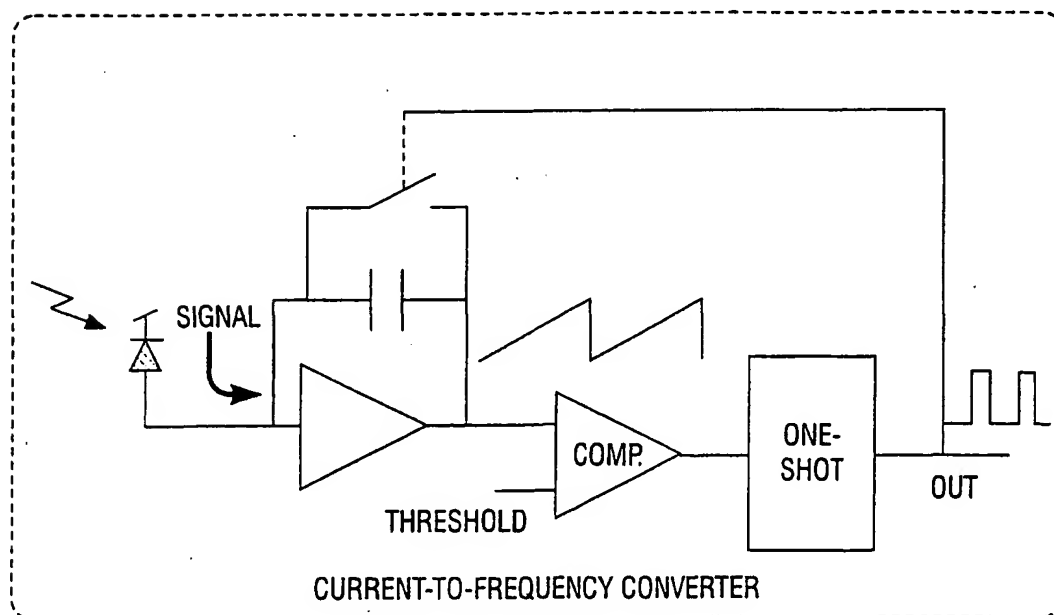 SIGNAL
COMP.
ONE-
SHOT
OUT
THRESHOLD
CURRENT-TO-FREQUENCY CONVERTER